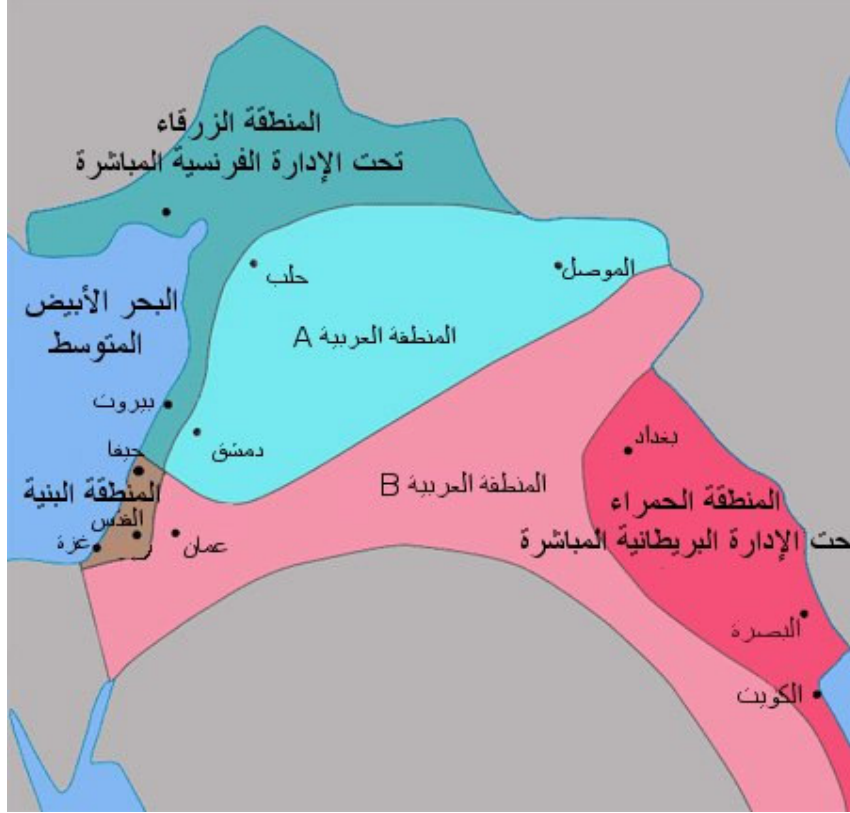 المنطقة الزرقاء
تحت الإدارة الفرنسية المباشرة
حلب
الموصل
البحر الأبيض
المتوسط
المنطقة العربية A
بيروت
دمشق
حيفا
بغداد
المنطقة البنية
المنطقة العربية B
المنطقة الحمراء
القدس
غزة
عمان
حت الإدارة البريطانية المباشرة
البصرة
الكويت